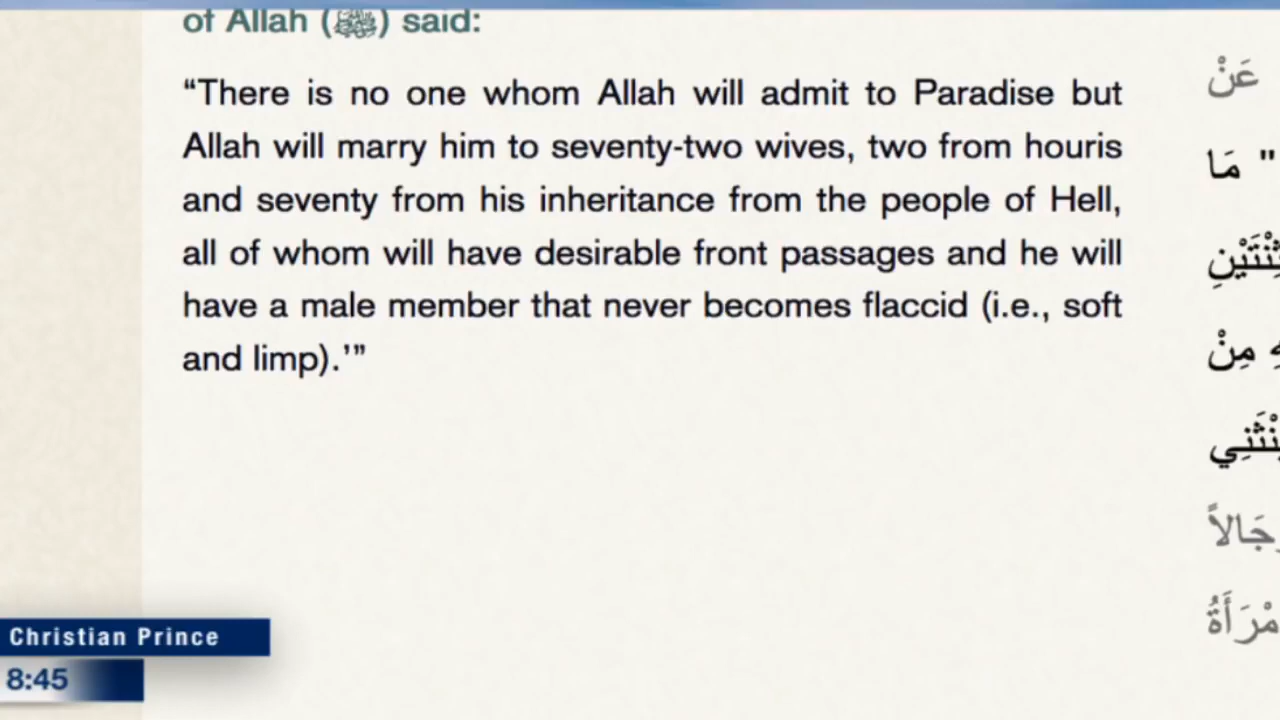 of Allah (ﷺ) said:
“There is no one whom Allah will admit to Paradise but
Allah will marry him to seventy-two wives, two from houris
and seventy from his inheritance from the people of Hell,
all of whom will have desirable front passages and he will
have a male member that never becomes flaccid (i.e., soft
and limp).’”
عَنْ
" مَا
ثِنْتَيْنِ
مِنْ
يَنْثَنِي
رِجَالاً
امْرَأَةُ
Christian Prince
8:45